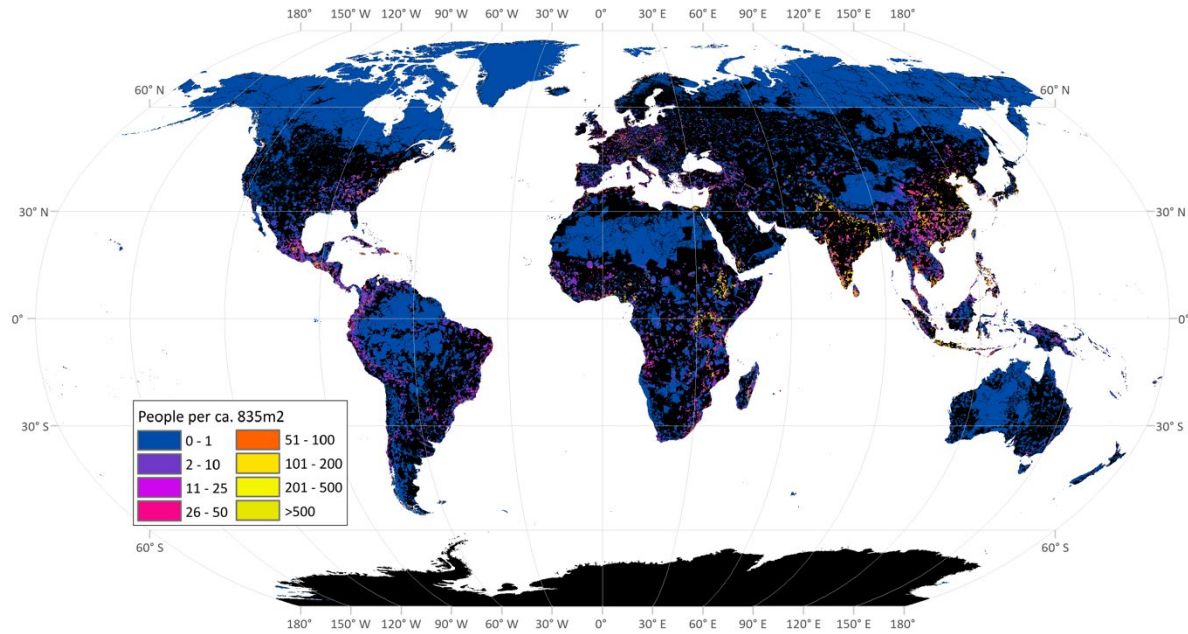 180° 150° W 120° W 90° W 60° W 30° W 0° 30° E 60° E 90° E 120° E 150° E 180°
60° N 60° N
30° N 30° N
0° 0°
People per ca. 835m2
0 - 1 51 - 100
2 - 10 101 - 200
11 - 25 201 - 500
26 - 50 >500
30° S 30° S
60° S 60° S
180° 150° W 120° W 90° W 60° W 30° W 0° 30° E 60° E 90° E 120° E 150° E 180°